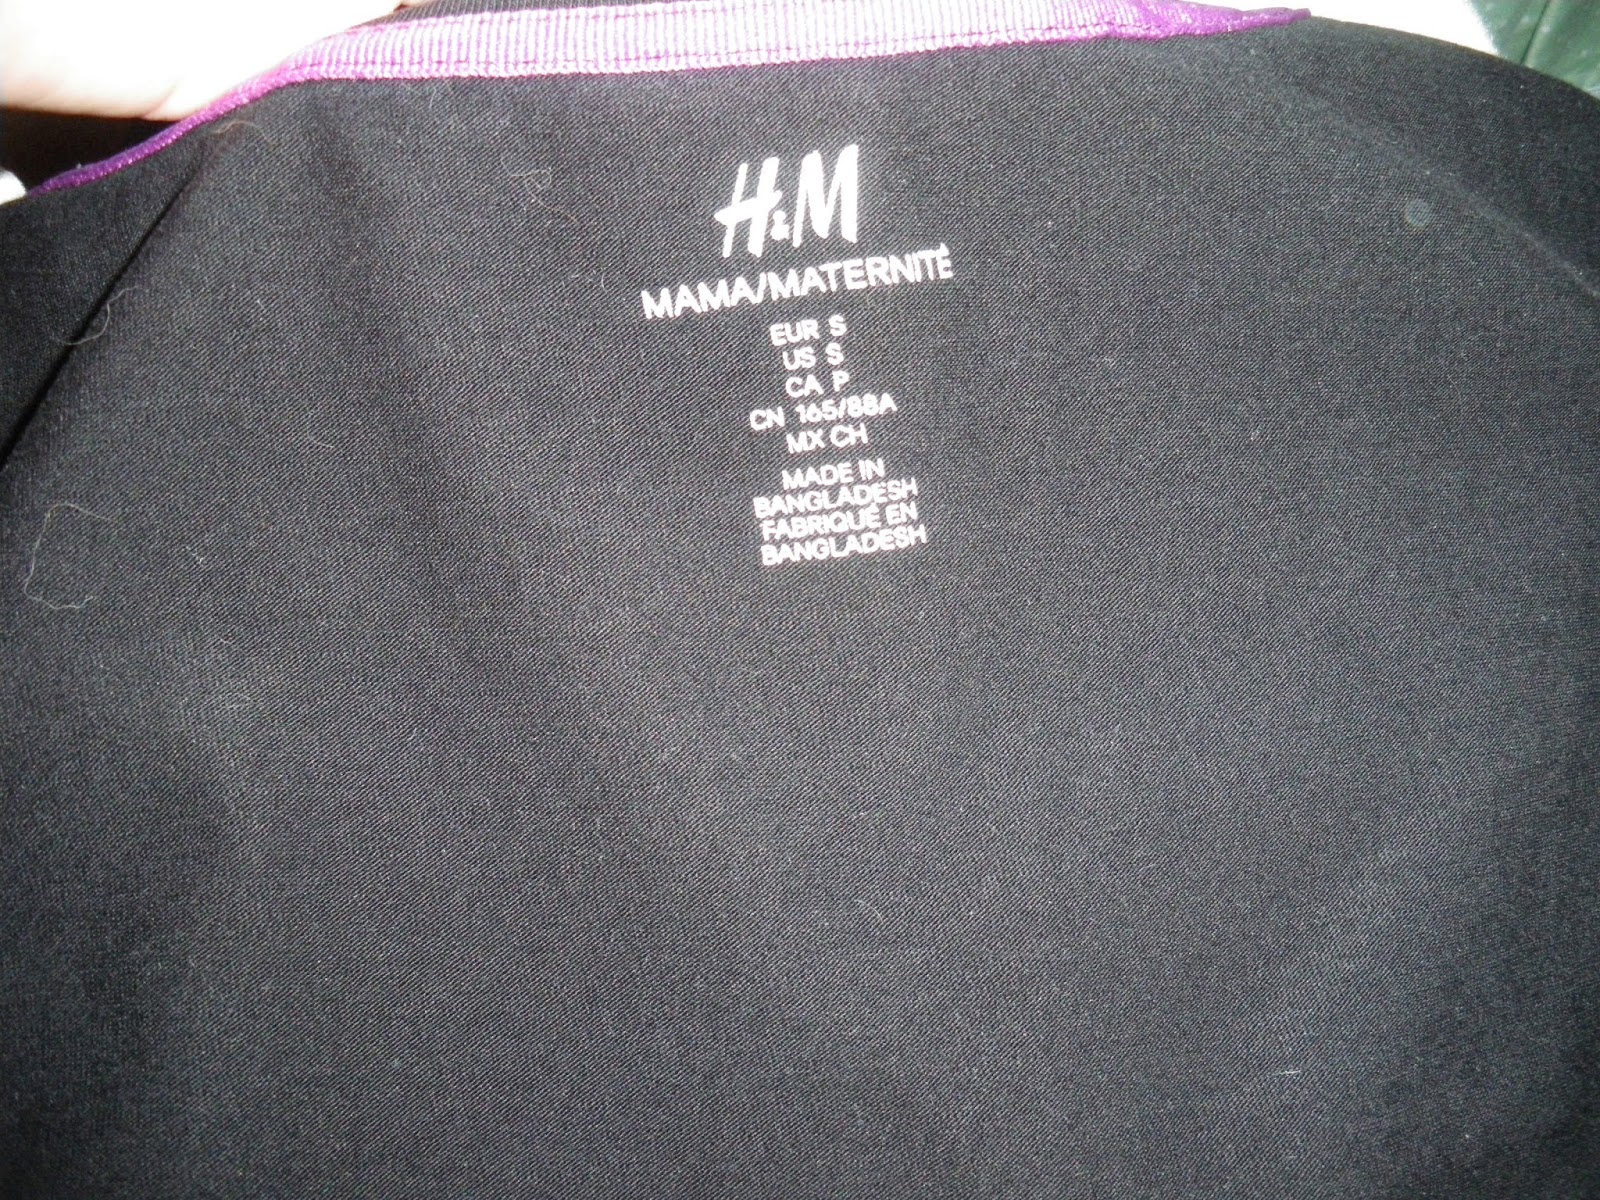 H&M
MAMA/MATERNITÉ
EUR S
US S
CA P
CN 165/88A
MX CH
MADE IN
BANGLADESH
FABRIQUÉ EN
BANGLADESH